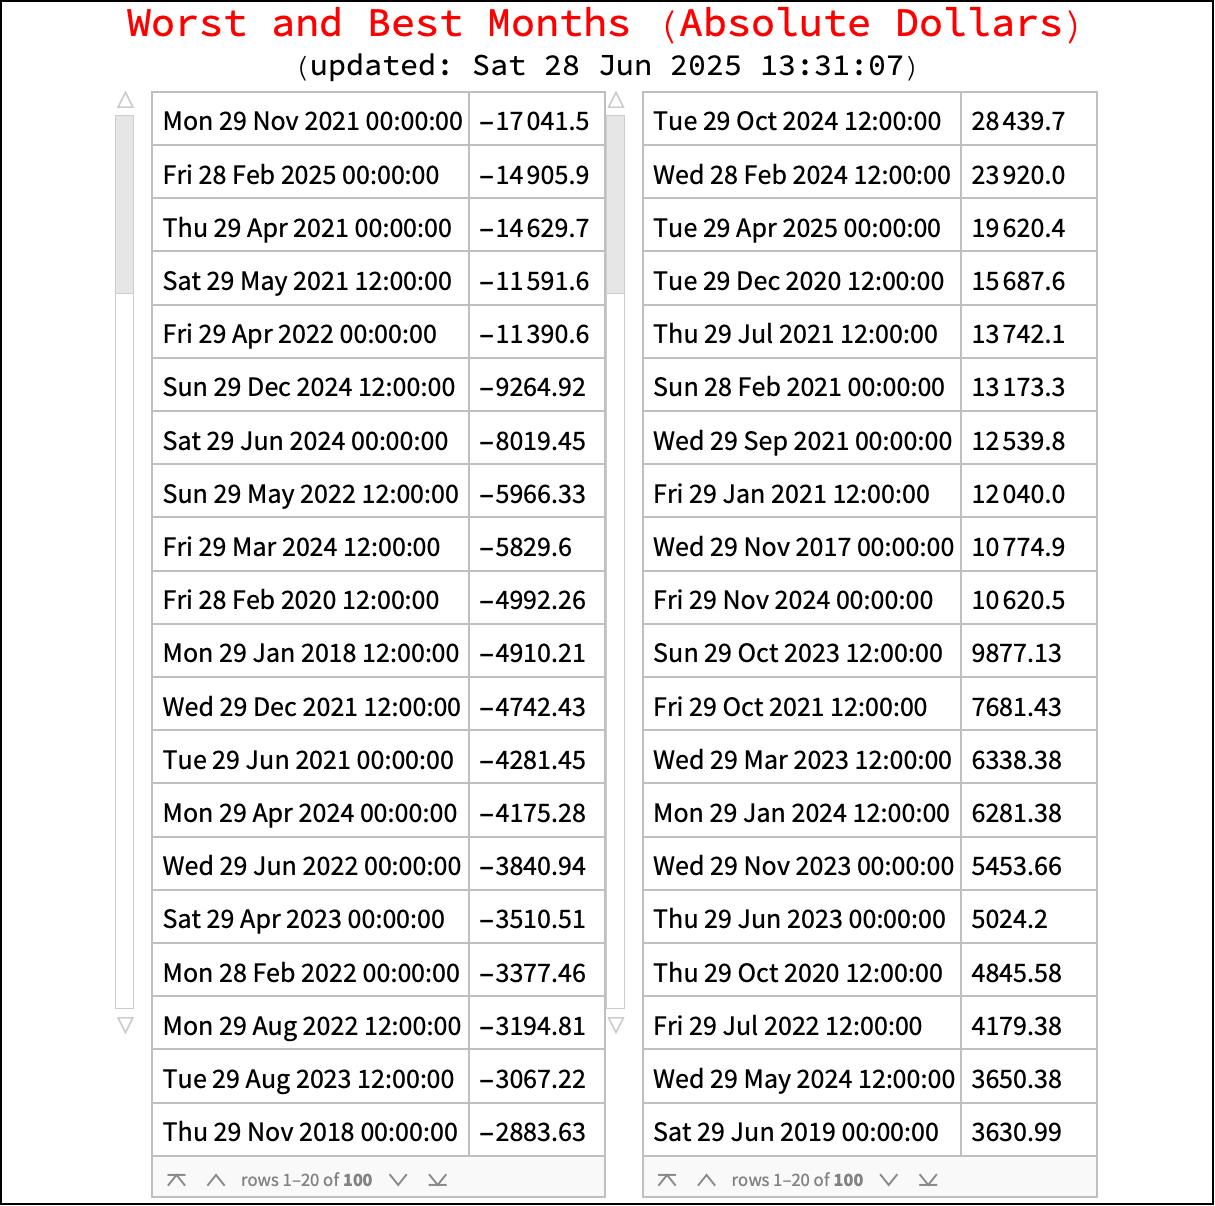 Worst and Best Months (Absolute Dollars)
(updated: Sat 28 Jun 2025 13:31:07)
Mon 29 Nov 2021 00:00:00 −17041.5
Fri 28 Feb 2025 00:00:00 −14905.9
Thu 29 Apr 2021 00:00:00 −14629.7
Sat 29 May 2021 12:00:00 −11591.6
Fri 29 Apr 2022 00:00:00 −11390.6
Sun 29 Dec 2024 12:00:00 −9264.92
Sat 29 Jun 2024 00:00:00 −8019.45
Sun 29 May 2022 12:00:00 −5966.33
Fri 29 Mar 2024 12:00:00 −5829.6
Fri 28 Feb 2020 12:00:00 −4992.26
Mon 29 Jan 2018 12:00:00 −4910.21
Wed 29 Dec 2021 12:00:00 −4742.43
Tue 29 Jun 2021 00:00:00 −4281.45
Mon 29 Apr 2024 00:00:00 −4175.28
Wed 29 Jun 2022 00:00:00 −3840.94
Sat 29 Apr 2023 00:00:00 −3510.51
Mon 28 Feb 2022 00:00:00 −3377.46
Mon 29 Aug 2022 12:00:00 −3194.81
Tue 29 Aug 2023 12:00:00 −3067.22
Thu 29 Nov 2018 00:00:00 −2883.63
rows 1–20 of 100
Tue 29 Oct 2024 12:00:00 28439.7
Wed 28 Feb 2024 12:00:00 23920.0
Tue 29 Apr 2025 00:00:00 19620.4
Tue 29 Dec 2020 12:00:00 15687.6
Thu 29 Jul 2021 12:00:00 13742.1
Sun 28 Feb 2021 00:00:00 13173.3
Wed 29 Sep 2021 00:00:00 12539.8
Fri 29 Jan 2021 12:00:00 12040.0
Wed 29 Nov 2017 00:00:00 10774.9
Fri 29 Nov 2024 00:00:00 10620.5
Sun 29 Oct 2023 12:00:00 9877.13
Fri 29 Oct 2021 12:00:00 7681.43
Wed 29 Mar 2023 12:00:00 6338.38
Mon 29 Jan 2024 12:00:00 6281.38
Wed 29 Nov 2023 00:00:00 5453.66
Thu 29 Jun 2023 00:00:00 5024.2
Thu 29 Oct 2020 12:00:00 4845.58
Fri 29 Jul 2022 12:00:00 4179.38
Wed 29 May 2024 12:00:00 3650.38
Sat 29 Jun 2019 00:00:00 3630.99
rows 1–20 of 100